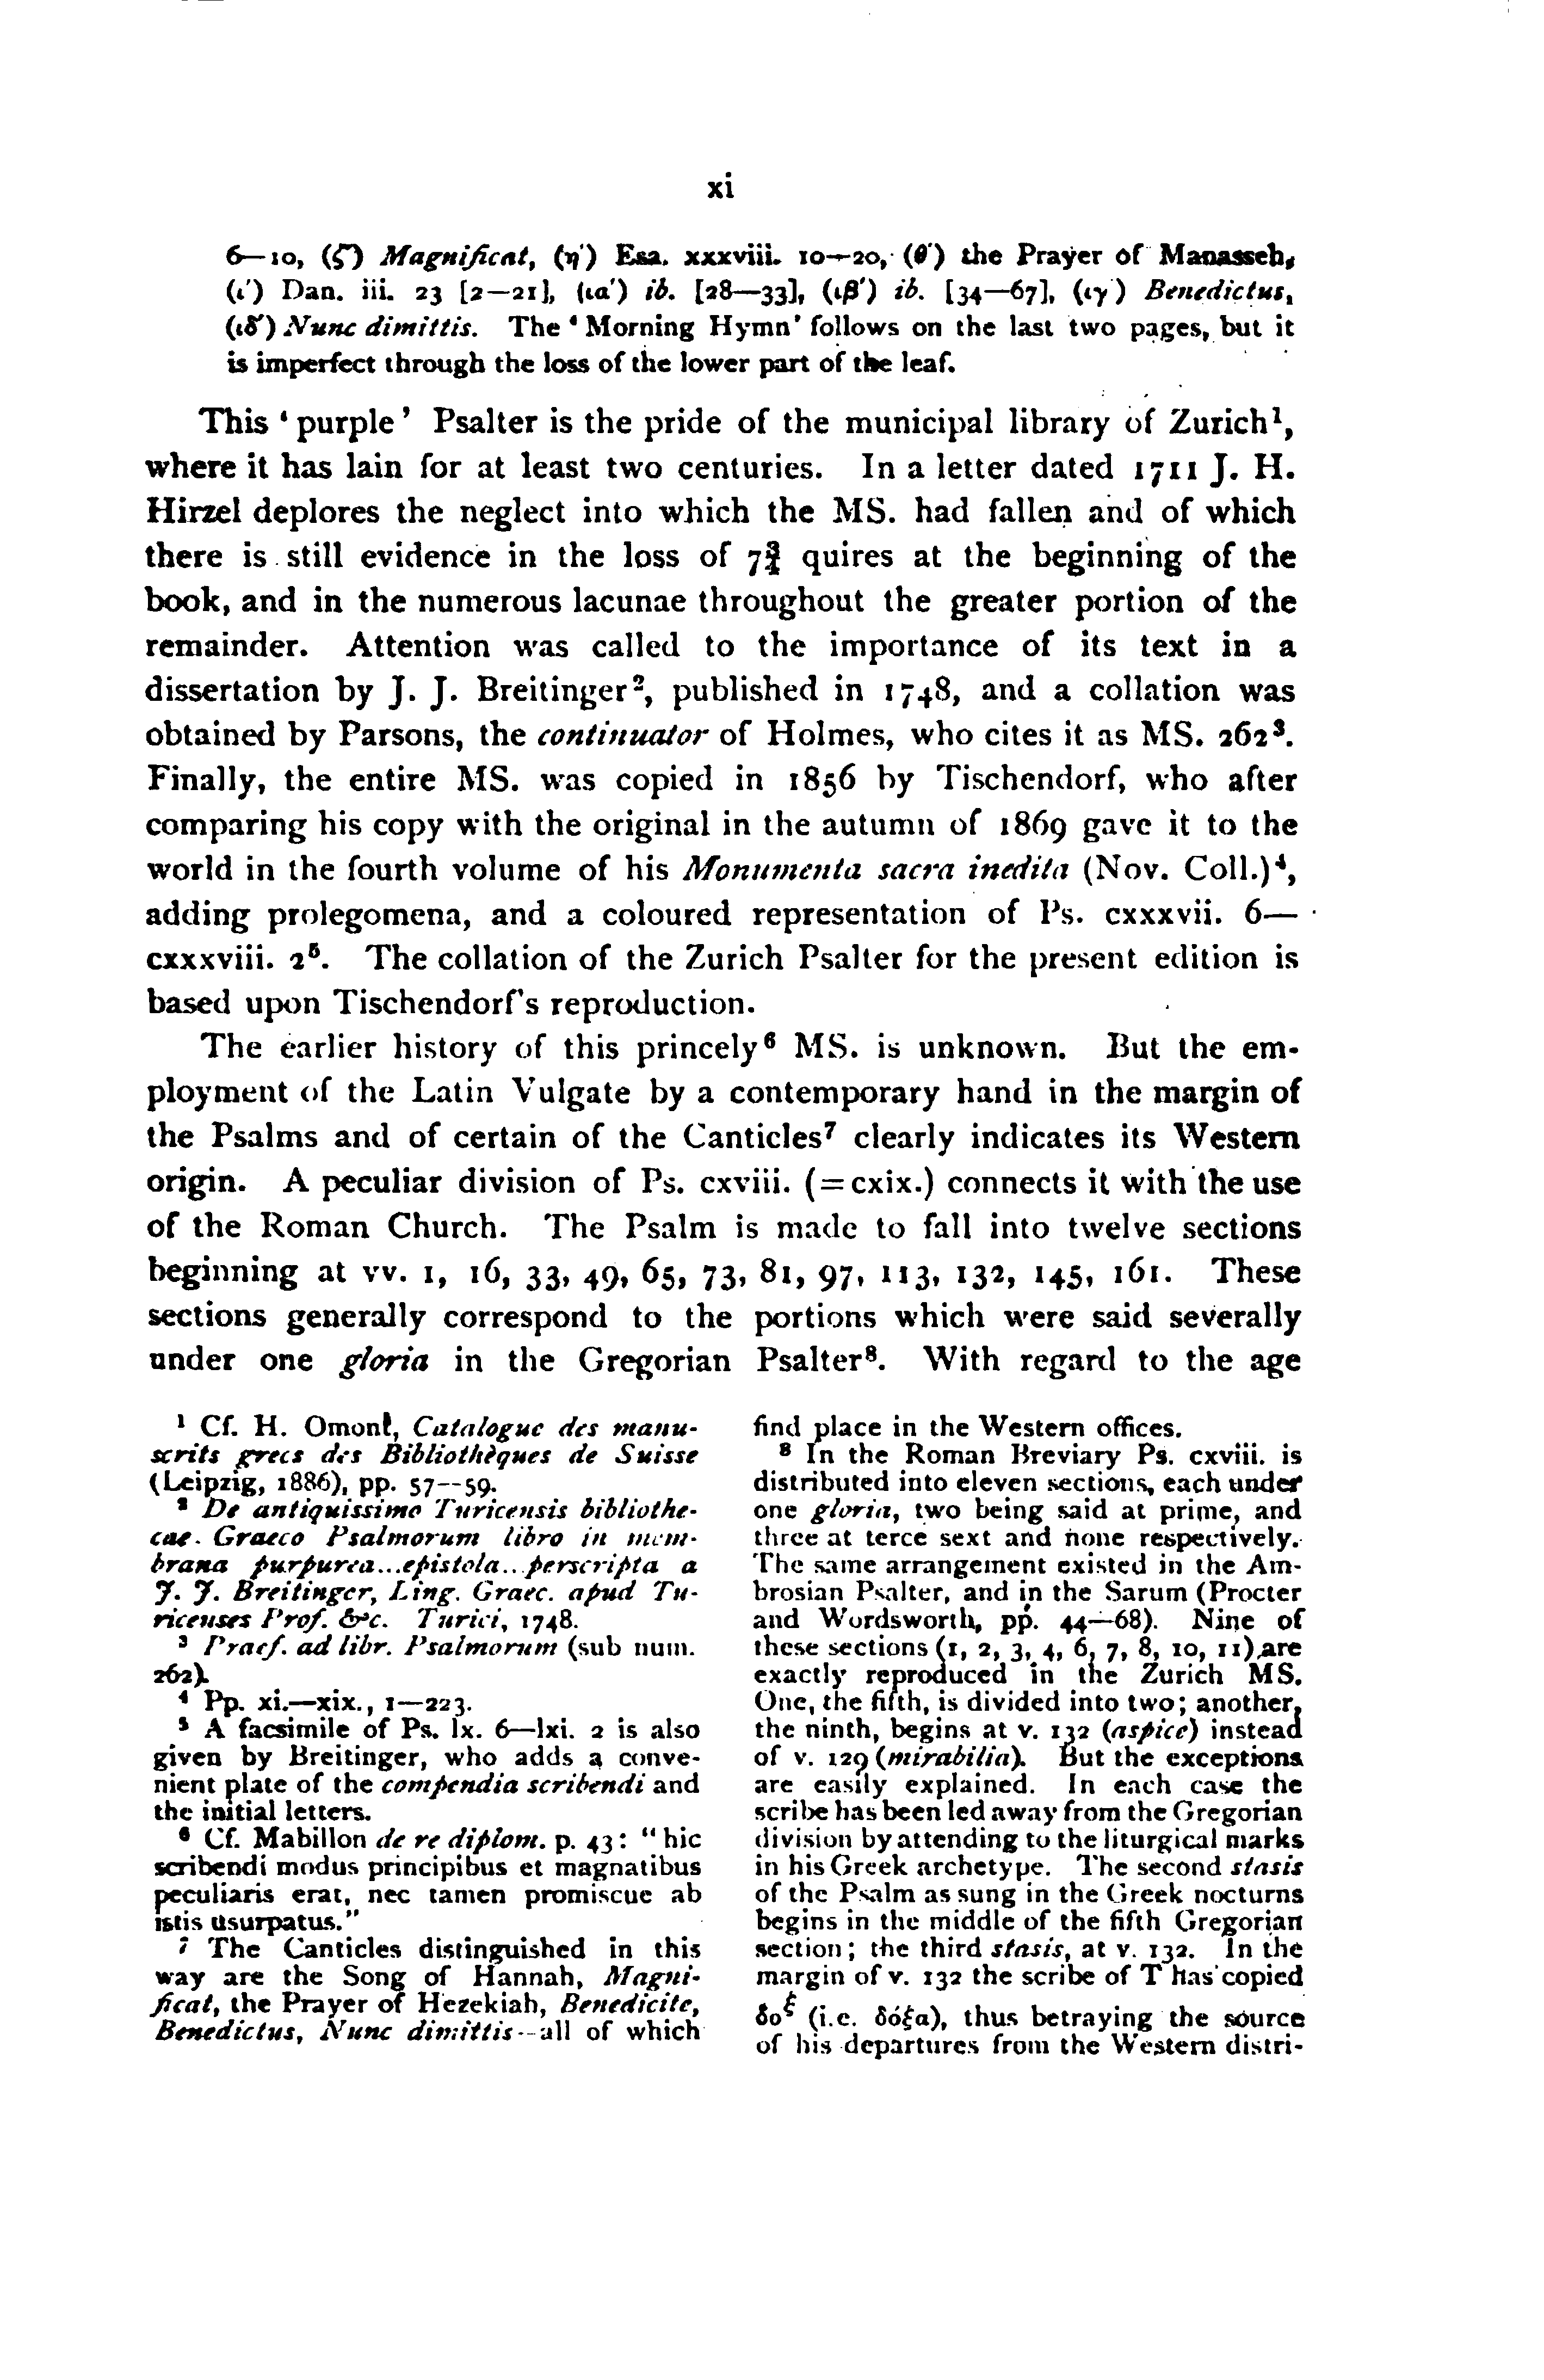 xi
6—10, (ζ') Magnificat, (η') Esa. xxxviii. 10—20, (θ') the Prayer of Manasseh,
(ι') Dan. iii. 23 [2—21], (ια') ib. [28—33], (ιβ') ib. [34—67], (ιγ') Benedictus,
(ιδ') Nunc dimittis. The ‘Morning Hymn’ follows on the last two pages, but it
is imperfect through the loss of the lower part of the leaf.
This ‘purple’ Psalter is the pride of the municipal library of Zurich¹,
where it has lain for at least two centuries. In a letter dated 1711 J. H.
Hirzel deplores the neglect into which the MS. had fallen and of which
there is still evidence in the loss of 7¾ quires at the beginning of the
book, and in the numerous lacunae throughout the greater portion of the
remainder. Attention was called to the importance of its text in a
dissertation by J. J. Breitinger², published in 1748, and a collation was
obtained by Parsons, the continuator of Holmes, who cites it as MS. 262³.
Finally, the entire MS. was copied in 1856 by Tischendorf, who after
comparing his copy with the original in the autumn of 1869 gave it to the
world in the fourth volume of his Monumenta sacra inedita (Nov. Coll.)⁴,
adding prolegomena, and a coloured representation of Ps. cxxxvii. 6—
cxxxviii. 2⁵. The collation of the Zurich Psalter for the present edition is
based upon Tischendorf's reproduction.
The earlier history of this princely⁶ MS. is unknown. But the em-
ployment of the Latin Vulgate by a contemporary hand in the margin of
the Psalms and of certain of the Canticles⁷ clearly indicates its Western
origin. A peculiar division of Ps. cxviii. (=cxix.) connects it with the use
of the Roman Church. The Psalm is made to fall into twelve sections
beginning at vv. 1, 16, 33, 49, 65, 73, 81, 97, 113, 132, 145, 161. These
sections generally correspond to the portions which were said severally
under one gloria in the Gregorian Psalter⁸. With regard to the age
¹ Cf. H. Omont, Catalogue des manu-
scrits grecs des Bibliothèques de Suisse
(Leipzig, 1886), pp. 57--59.
² De antiquissimo Turicensis bibliothe-
cae Graeco Psalmorum libro in mem-
brana purpurea...epistola...perscripta a
J. J. Breitinger, Ling. Graec. apud Tu-
ricenses Prof. &c. Turici, 1748.
³ Praef. ad libr. Psalmorum (sub num.
262).
⁴ Pp. xi.—xix., 1—223.
⁵ A facsimile of Ps. lx. 6—lxi. 2 is also
given by Breitinger, who adds a conve-
nient plate of the compendia scribendi and
the initial letters.
⁶ Cf. Mabillon de re diplom. p. 43: “hic
scribendi modus principibus et magnatibus
peculiaris erat, nec tamen promiscue ab
istis usurpatus.”
⁷ The Canticles distinguished in this
way are the Song of Hannah, Magni-
ficat, the Prayer of Hezekiah, Benedicite,
Benedictus, Nunc dimittis--all of which
find place in the Western offices.
⁸ In the Roman Breviary Ps. cxviii. is
distributed into eleven sections, each under
one gloria, two being said at prime, and
three at terce sext and none respectively.
The same arrangement existed in the Am-
brosian Psalter, and in the Sarum (Procter
and Wordsworth, pp. 44—68). Nine of
these sections (1, 2, 3, 4, 6, 7, 8, 10, 11) are
exactly reproduced in the Zurich MS.
One, the fifth, is divided into two; another,
the ninth, begins at v. 132 (aspice) instead
of v. 129 (mirabilia). But the exceptions
are easily explained. In each case the
scribe has been led away from the Gregorian
division by attending to the liturgical marks
in his Greek archetype. The second stasis
of the Psalm as sung in the Greek nocturns
begins in the middle of the fifth Gregorian
section; the third stasis, at v. 132. In the
margin of v. 132 the scribe of T has copied
δοξ (i.e. δόξα), thus betraying the source
of his departures from the Western distri-